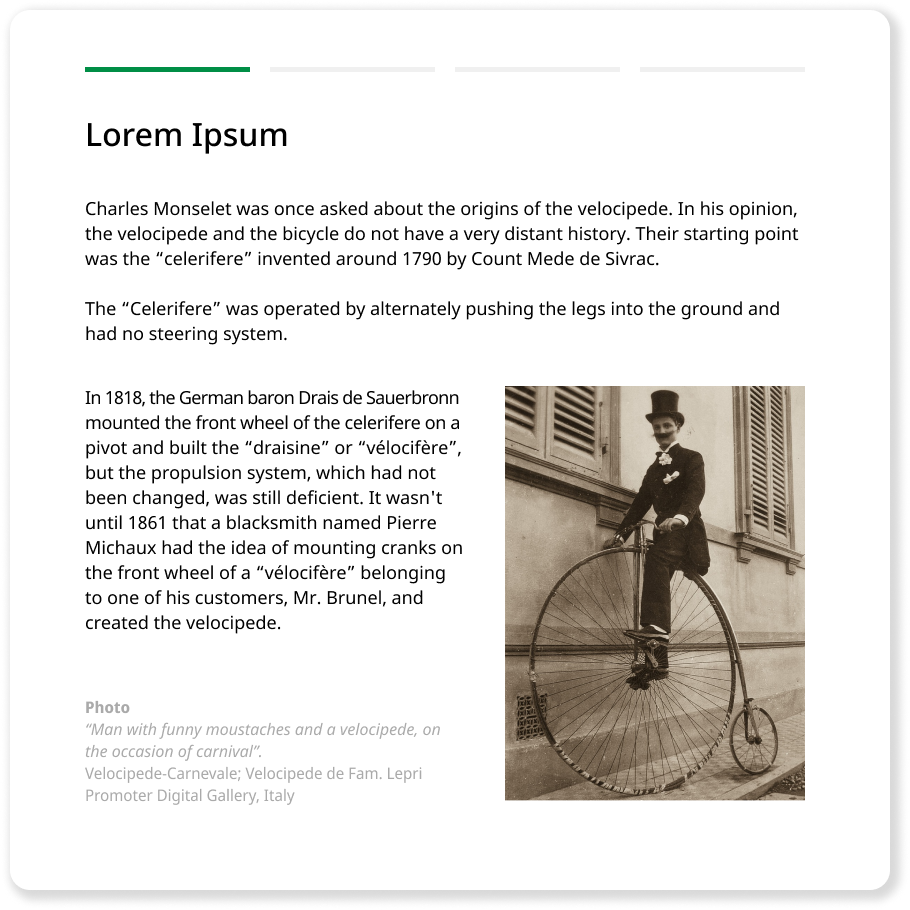 Lorem Ipsum
Charles Monselet was once asked about the origins of the velocipede. In his opinion,
the velocipede and the bicycle do not have a very distant history. Their starting point
was the “celerifere” invented around 1790 by Count Mede de Sivrac.
The “Celerifere” was operated by alternately pushing the legs into the ground and
had no steering system.
In 1818, the German baron Drais de Sauerbronn
mounted the front wheel of the celerifere on a
pivot and built the “draisine” or “vélocifère”,
but the propulsion system, which had not
been changed, was still deficient. It wasn't
until 1861 that a blacksmith named Pierre
Michaux had the idea of mounting cranks on
the front wheel of a “vélocifère” belonging
to one of his customers, Mr. Brunel, and
created the velocipede.
Photo
“Man with funny moustaches and a velocipede, on
the occasion of carnival”.
Velocipede-Carnevale; Velocipede de Fam. Lepri
Promoter Digital Gallery, Italy